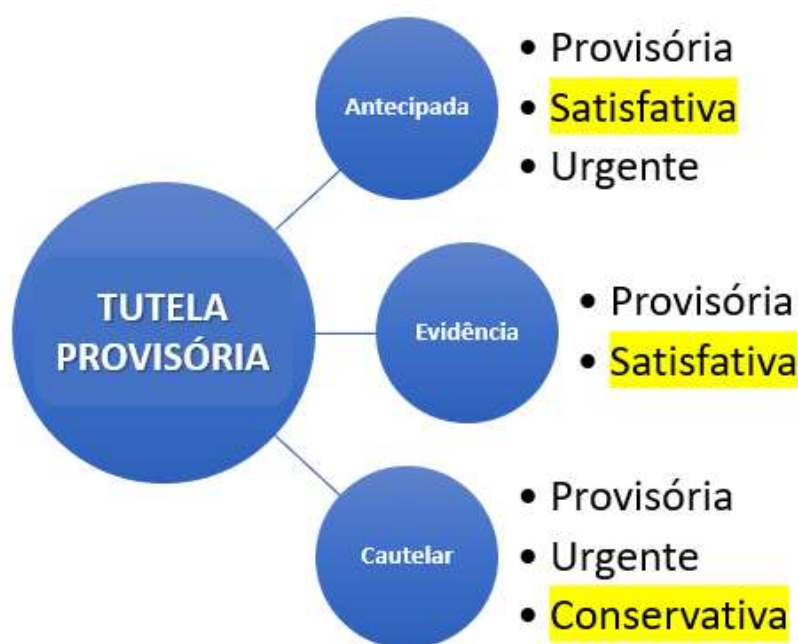 TUTELA
PROVISÓRIA
Antecipada
• Provisória
• Satisfativa
• Urgente
Evidência
• Provisória
• Satisfativa
Cautelar
• Provisória
• Urgente
• Conservativa